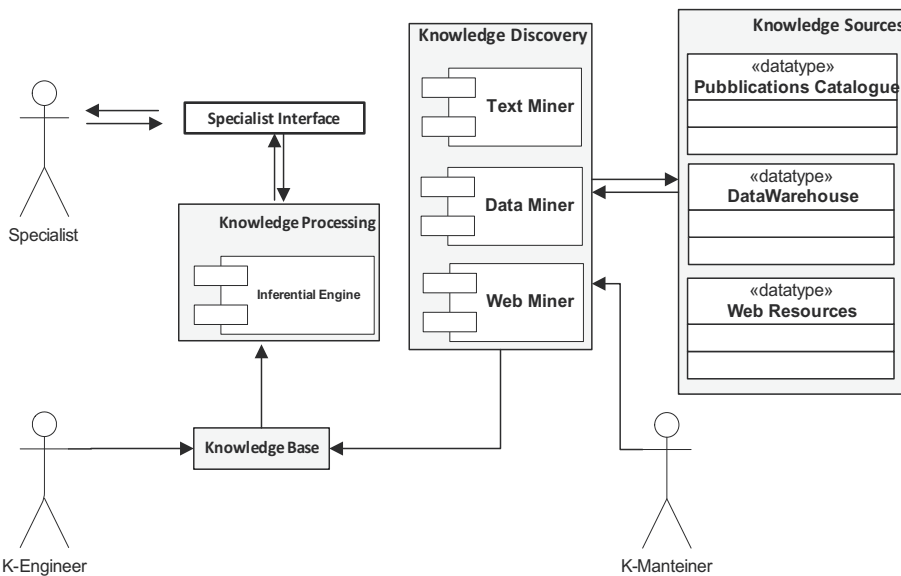 Knowledge Discovery
Knowledge Sources
«datatype»
Pubblications Catalogue
Text Miner
Specialist Interface
«datatype»
DataWarehouse
Data Miner
Specialist
Knowledge Processing
Inferential Engine
Web Miner
«datatype»
Web Resources
Knowledge Base
K-Engineer
K-Manteiner